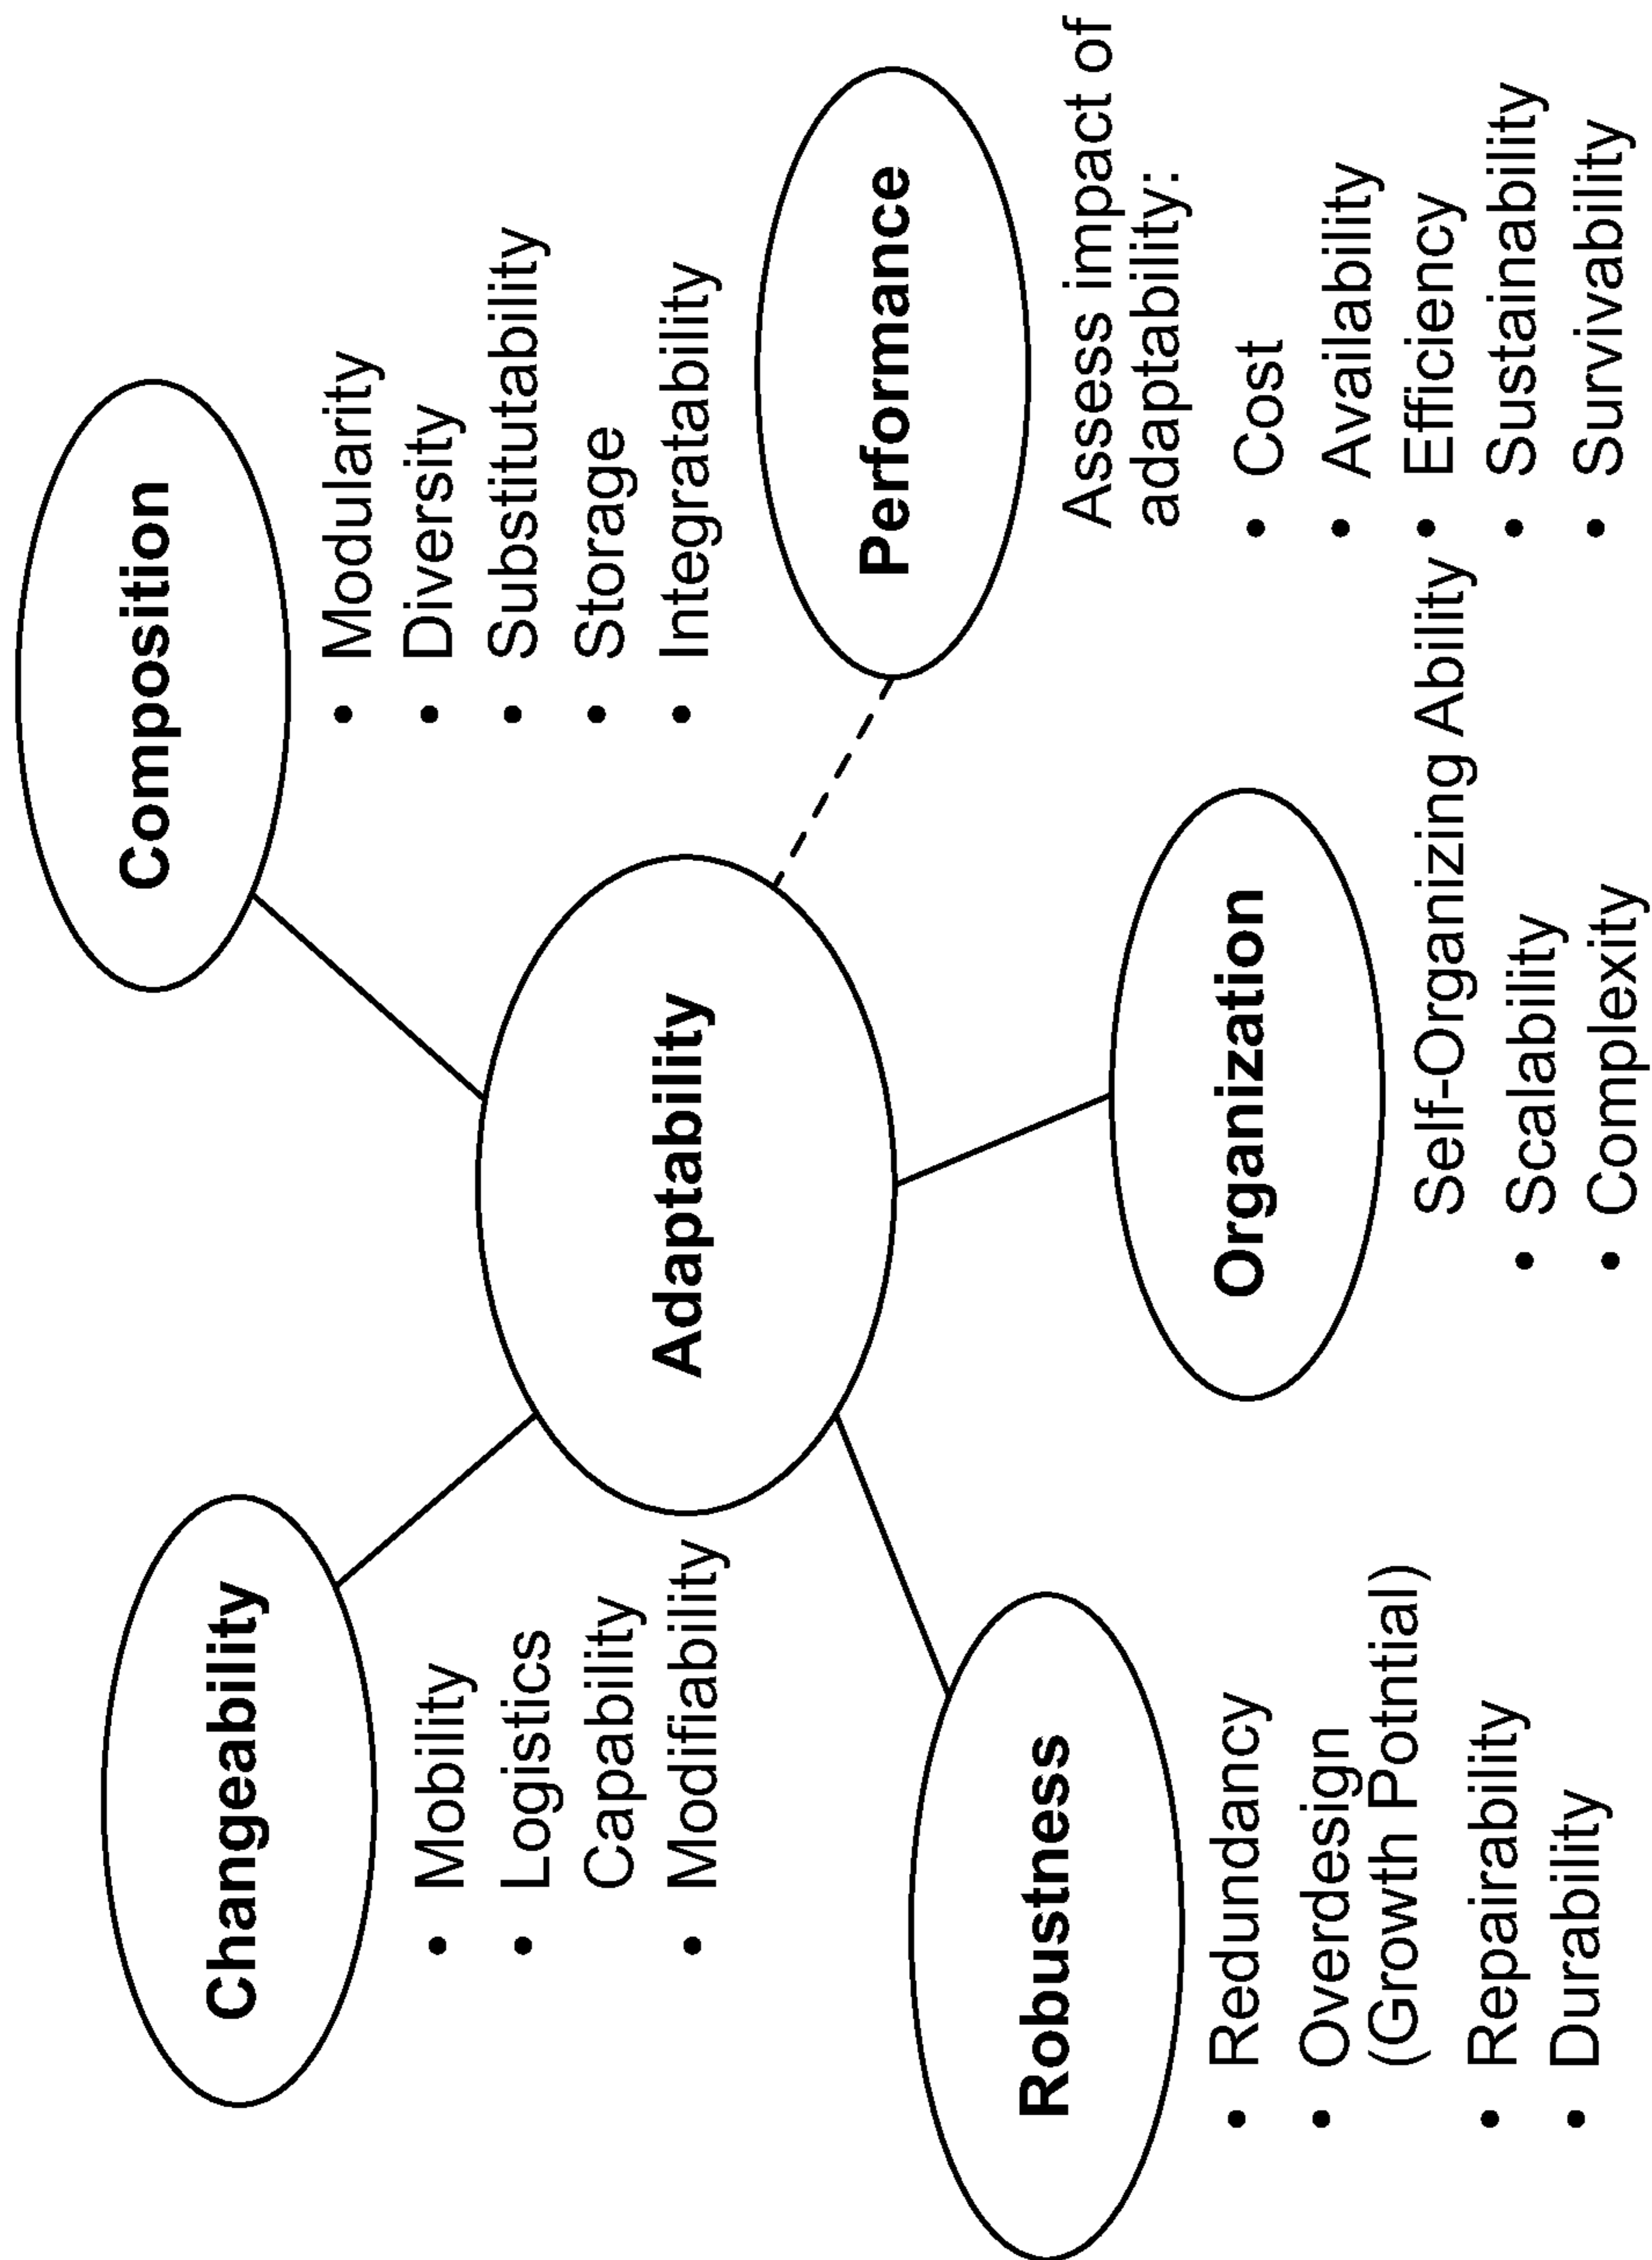 Changeability
• Mobility
• Logistics
Capability
• Modifiability
Composition
• Modularity
• Diversity
• Substitutability
• Storage
• Integratability
Adaptability
Robustness
• Redundancy
• Overdesign
(Growth Potntial)
• Repairability
• Durability
Organization
Self-Organizing Ability
• Scalability
• Complexity
Performance
Assess impact of
adaptability:
• Cost
• Availability
• Efficiency
• Sustainability
• Survivability